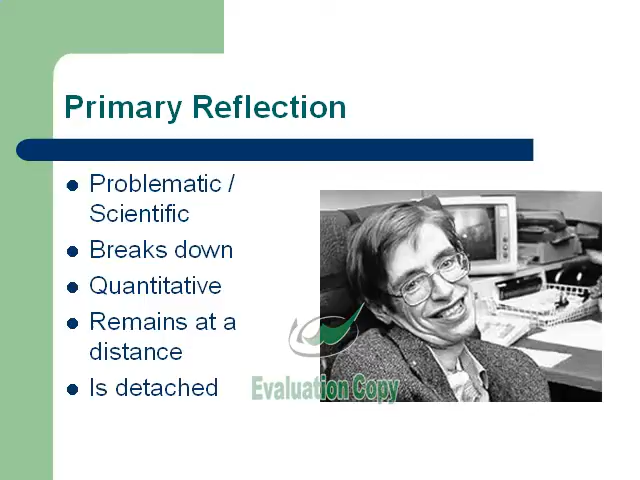 Primary Reflection
Problematic /
Scientific
Breaks down
Quantitative
Remains at a
distance
Is detached
Evaluation Copy